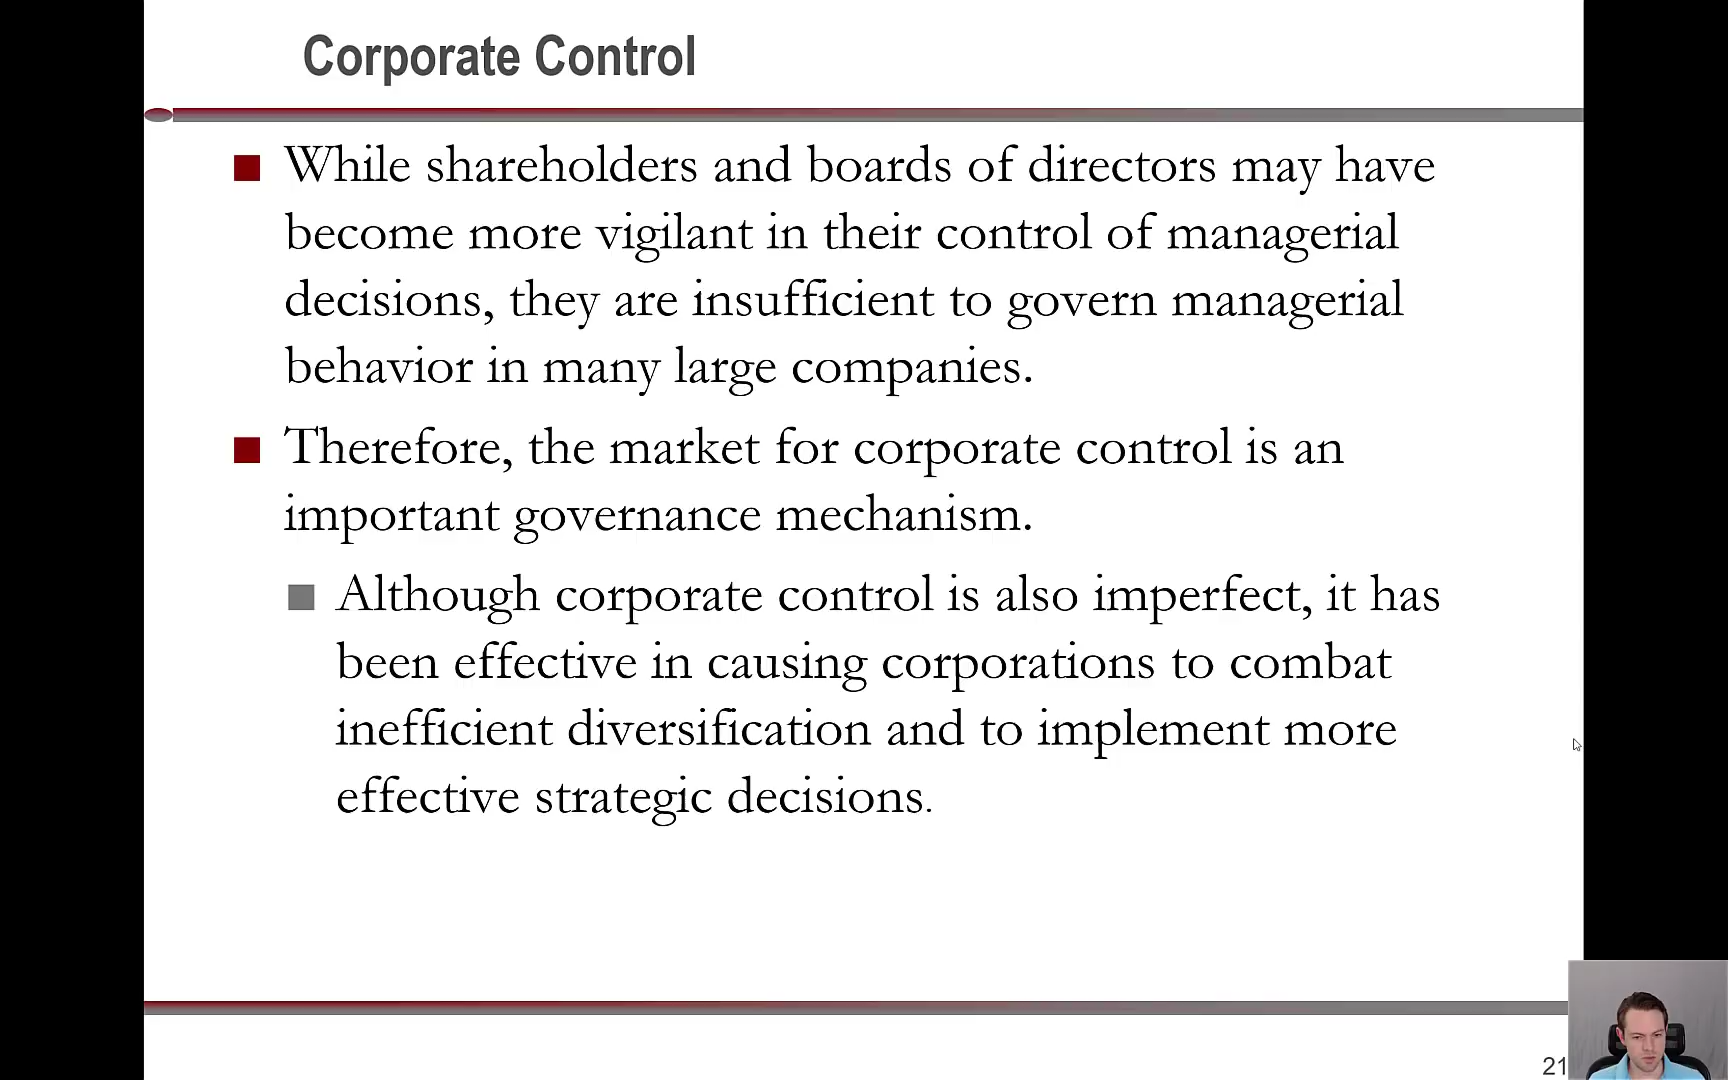 Corporate Control
While shareholders and boards of directors may have
become more vigilant in their control of managerial
decisions, they are insufficient to govern managerial
behavior in many large companies.
Therefore, the market for corporate control is an
important governance mechanism.
Although corporate control is also imperfect, it has
been effective in causing corporations to combat
inefficient diversification and to implement more
effective strategic decisions.
21